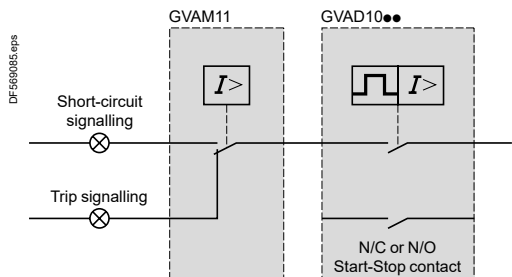 GVAM11
GVAD10●●
DF569085.eps
I>
I>
Short-circuit
signalling
Trip signalling
N/C or N/O
Start-Stop contact